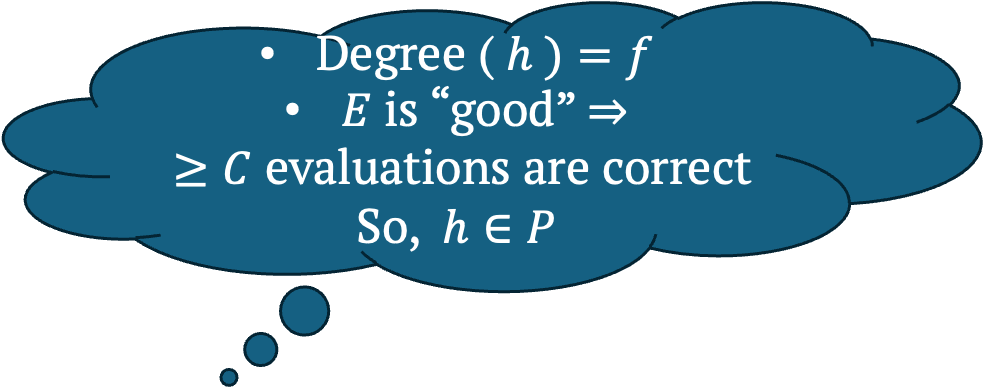 • Degree ( h ) = f
• E is “good” ⇒
≥ C evaluations are correct
So, h ∈ P